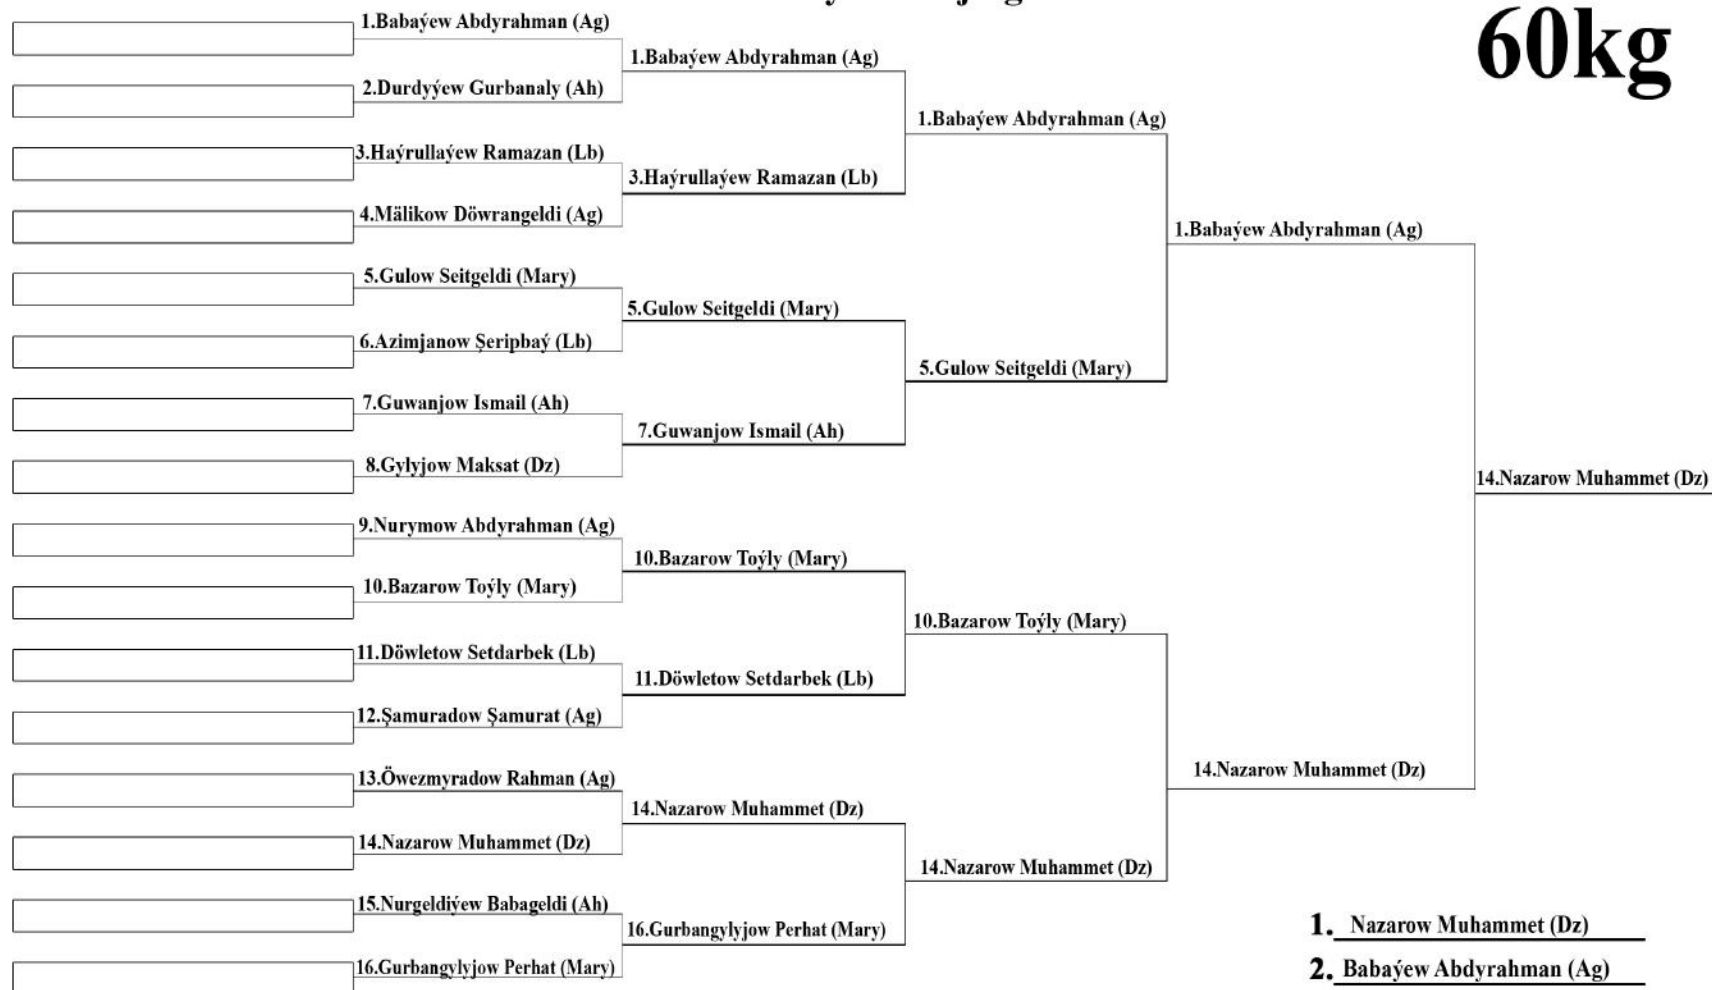 60kg
1.Babaýew Abdyrahman (Ag)
2.Durdyýew Gurbanaly (Ah)
3.Haýrullaýew Ramazan (Lb)
4.Mälikow Döwrangeldi (Ag)
5.Gulow Seitgeldi (Mary)
6.Azimjanow Şeripbaý (Lb)
7.Guwanjow Ismail (Ah)
8.Gylyjow Maksat (Dz)
9.Nurymow Abdyrahman (Ag)
10.Bazarow Toýly (Mary)
11.Döwletow Setdarbek (Lb)
12.Şamuradow Şamurat (Ag)
13.Öwezmyradow Rahman (Ag)
14.Nazarow Muhammet (Dz)
15.Nurgeldiýew Babageldi (Ah)
16.Gurbangylyjow Perhat (Mary)
1.Babaýew Abdyrahman (Ag)
3.Haýrullaýew Ramazan (Lb)
5.Gulow Seitgeldi (Mary)
7.Guwanjow Ismail (Ah)
10.Bazarow Toýly (Mary)
11.Döwletow Setdarbek (Lb)
14.Nazarow Muhammet (Dz)
16.Gurbangylyjow Perhat (Mary)
1.Babaýew Abdyrahman (Ag)
5.Gulow Seitgeldi (Mary)
10.Bazarow Toýly (Mary)
14.Nazarow Muhammet (Dz)
1.Babaýew Abdyrahman (Ag)
14.Nazarow Muhammet (Dz)
14.Nazarow Muhammet (Dz)
1. Nazarow Muhammet (Dz)
2. Babaýew Abdyrahman (Ag)